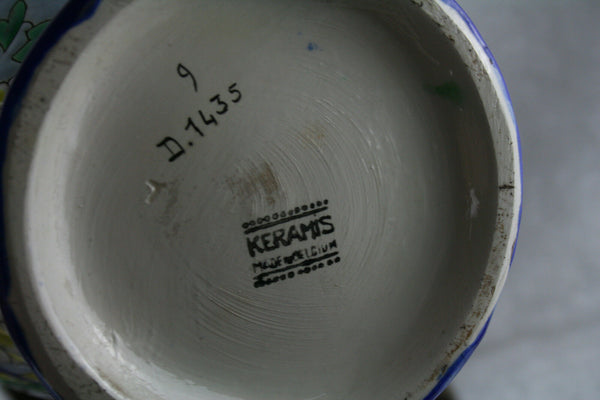 9
D.1435
KERAMIS
MADE IN BELGIUM